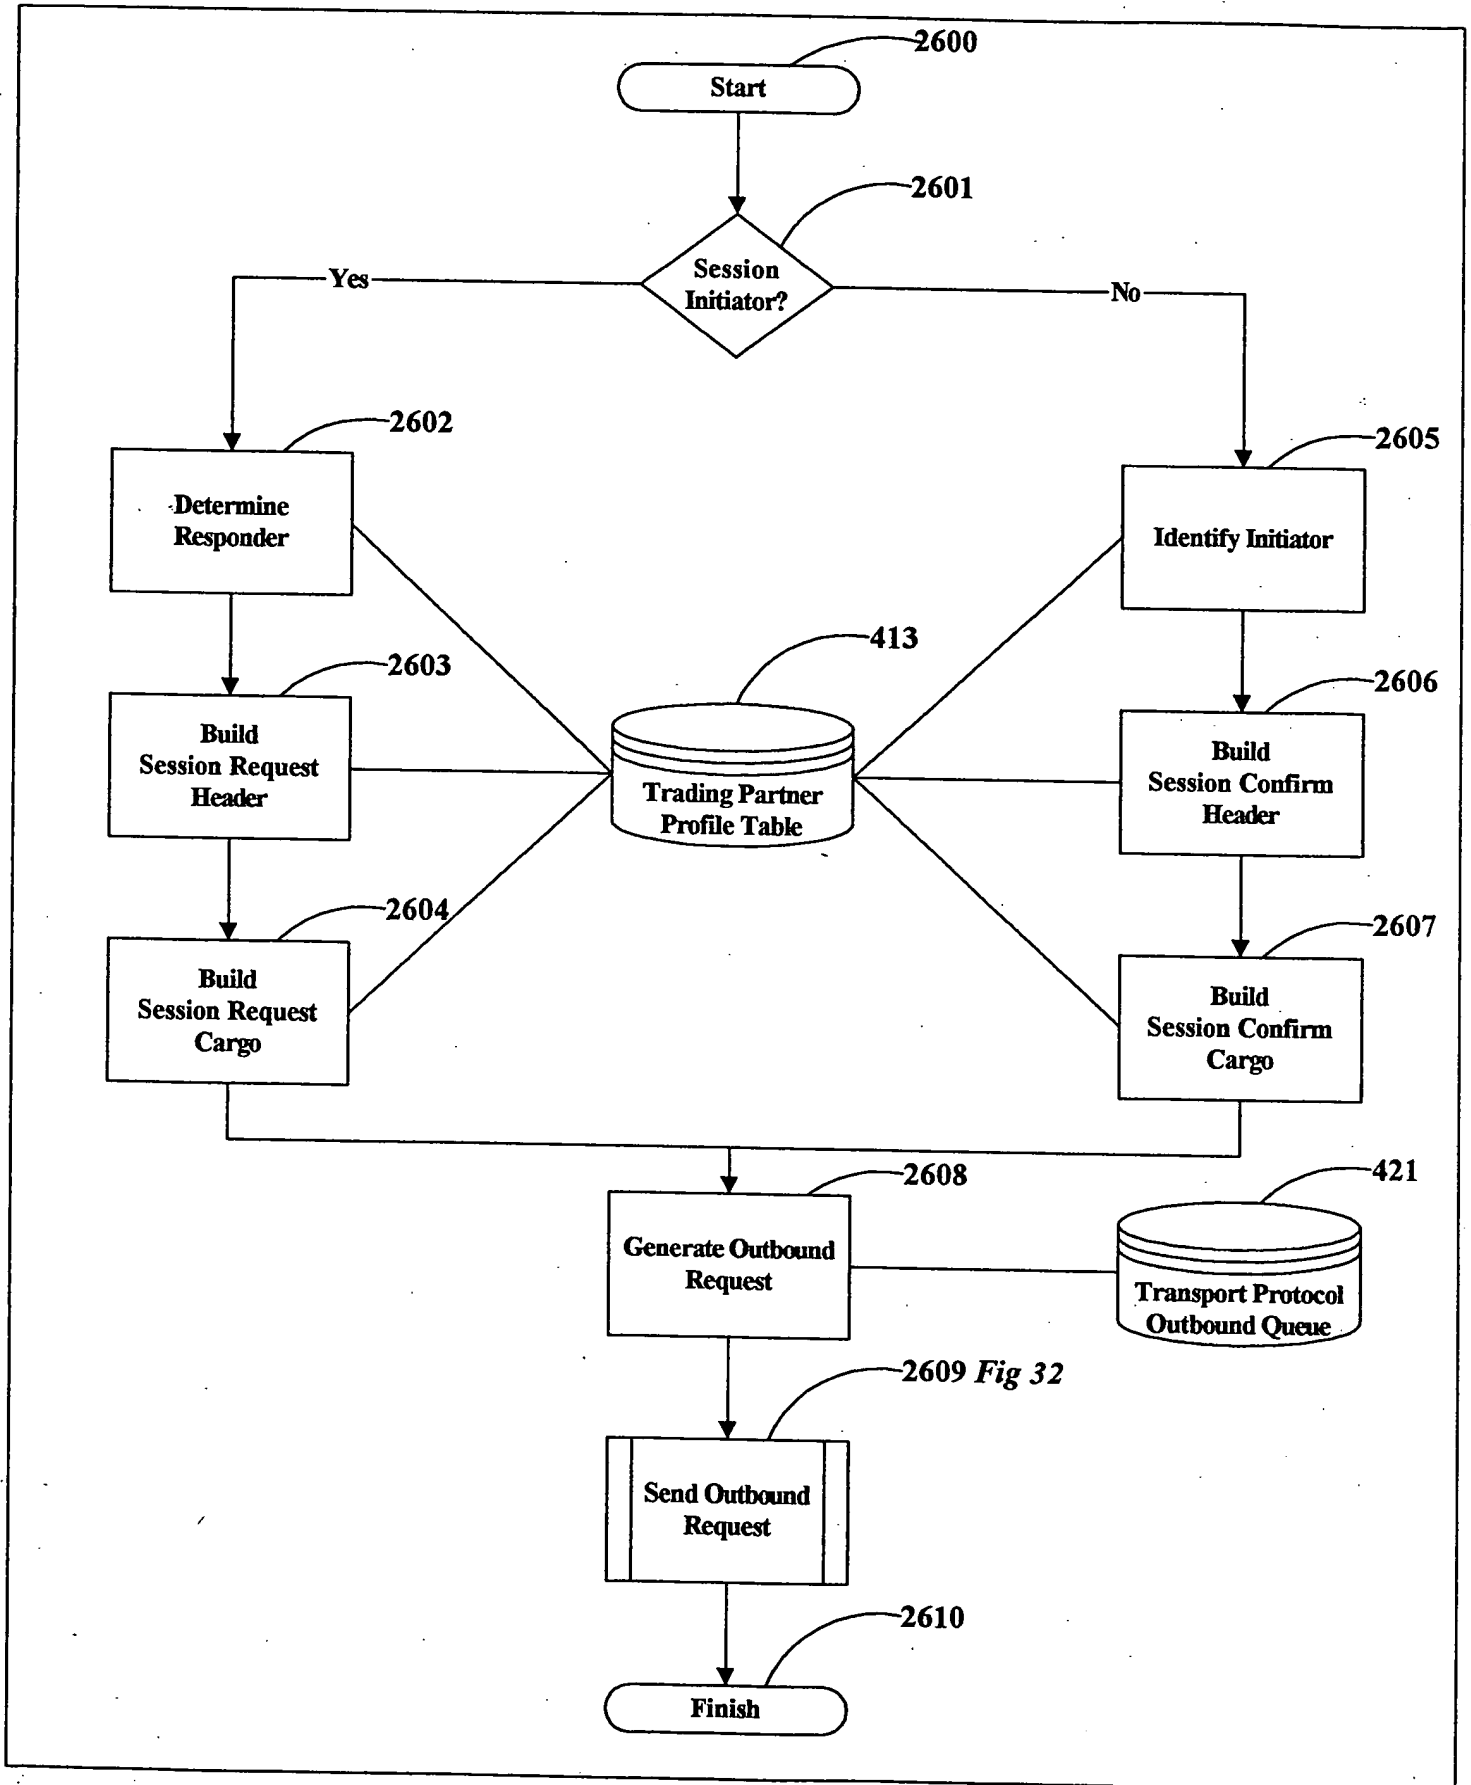 2600
Start
2601
Session
Initiator?
Yes
No
2602
Determine
Responder
2605
Identify Initiator
2603
Build
Session Request
Header
413
Trading Partner
Profile Table
2606
Build
Session Confirm
Header
2604
Build
Session Request
Cargo
2607
Build
Session Confirm
Cargo
2608
Generate Outbound
Request
421
Transport Protocol
Outbound Queue
2609 Fig 32
Send Outbound
Request
2610
Finish